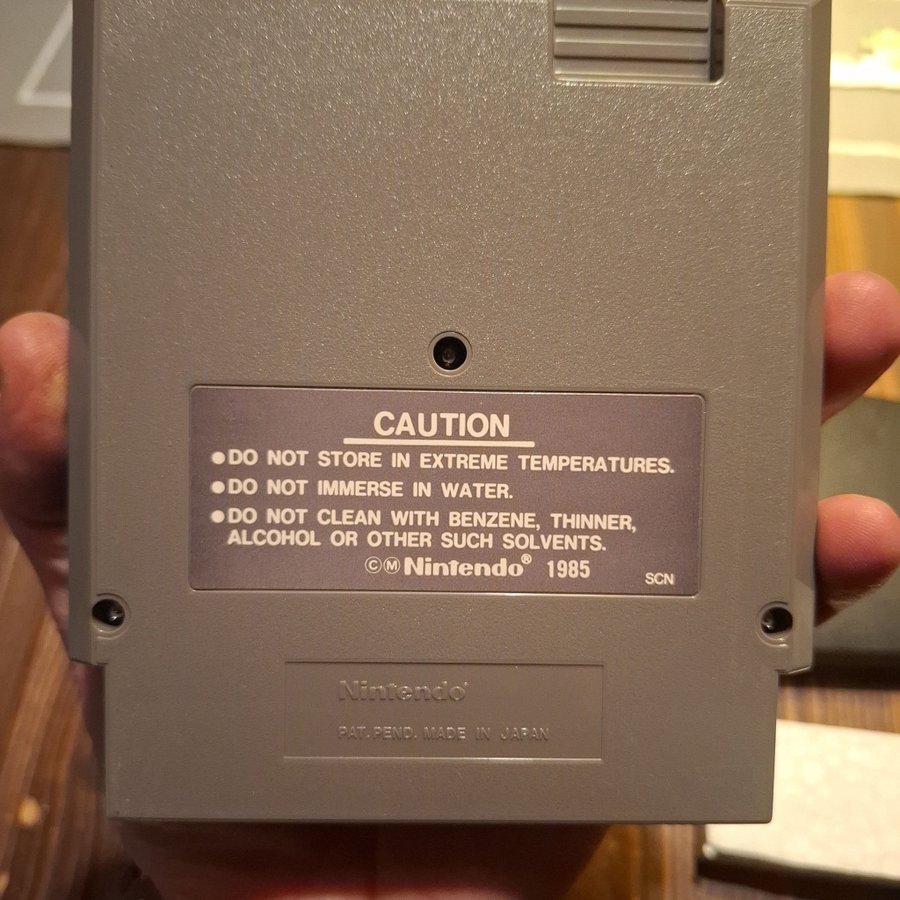 CAUTION
●DO NOT STORE IN EXTREME TEMPERATURES.
●DO NOT IMMERSE IN WATER.
●DO NOT CLEAN WITH BENZENE, THINNER,
ALCOHOL OR OTHER SUCH SOLVENTS.
ⒸⓂNintendo® 1985
SCN
Nintendo®
PAT. PEND. MADE IN JAPAN